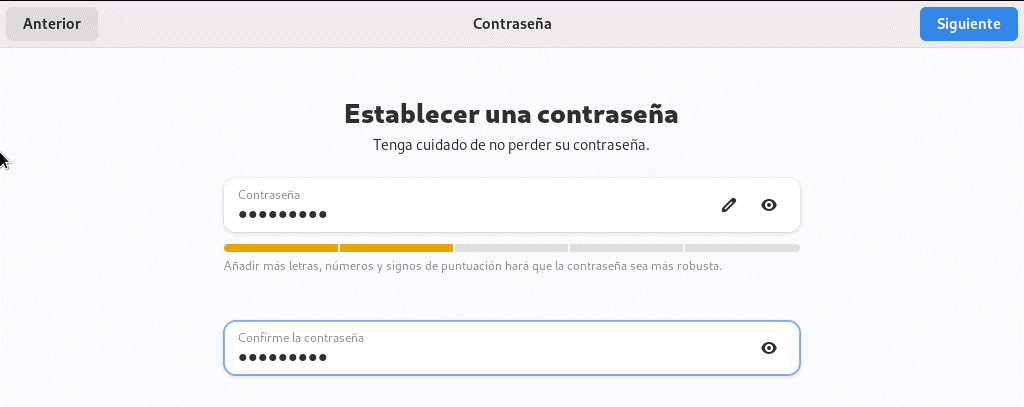 Anterior
Contraseña
Siguiente
Establecer una contraseña
Tenga cuidado de no perder su contraseña.
Contraseña
●●●●●●●●●
Añadir más letras, números y signos de puntuación hará que la contraseña sea más robusta.
Confirme la contraseña
●●●●●●●●●